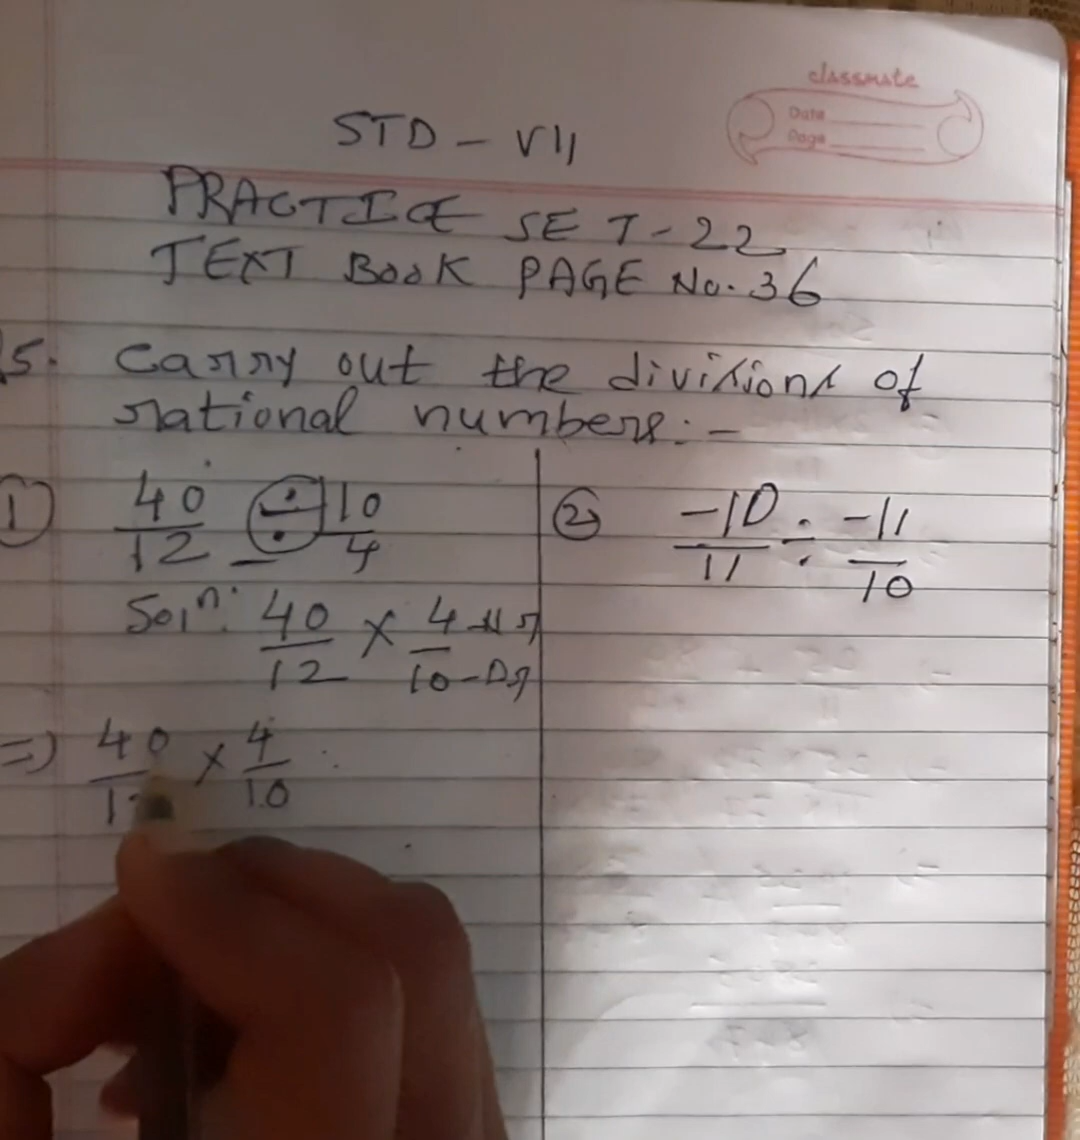 classmate
Date
Page
STD - VII
PRACTICE SET - 22
TEXT BOOK PAGE No. 36
5. Carry out the divisions of
rational numbers: -
1 40/12 ÷ 10/4
Soln: 40/12 × 4/10
=) 40/1 × 4/10
2 -10/11 ÷ -11/10